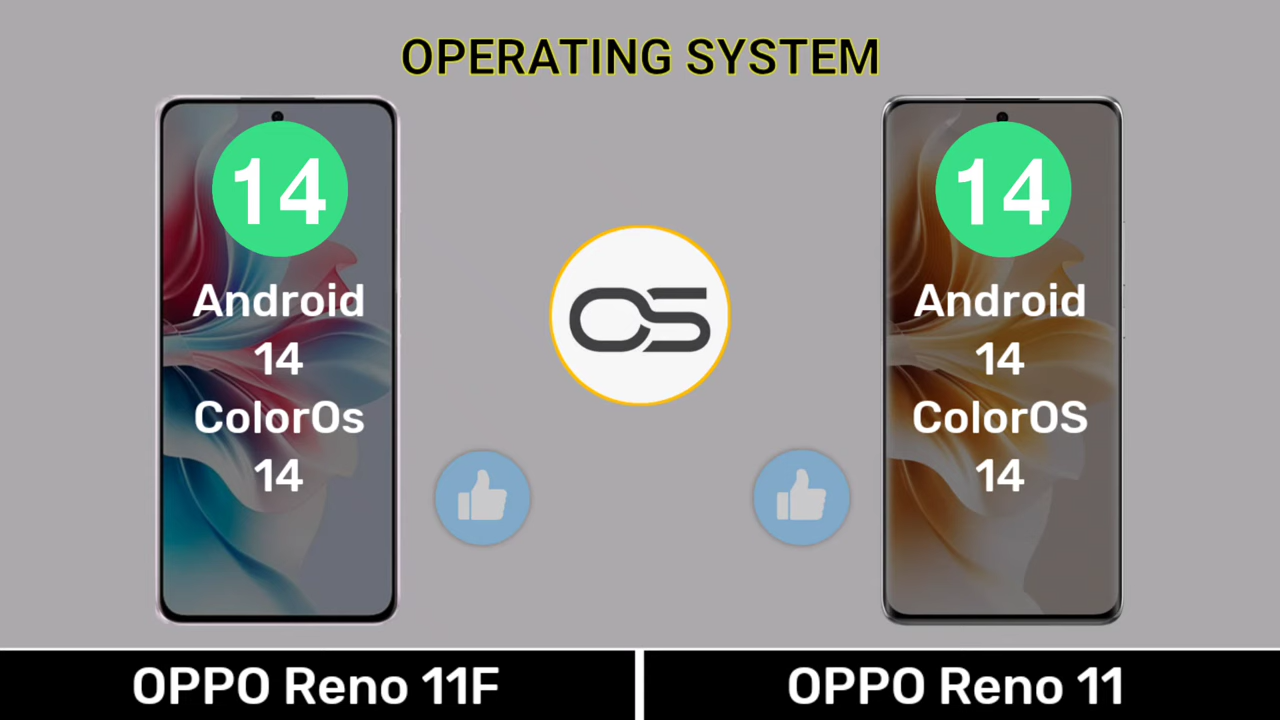 OPERATING SYSTEM
14
Android
14
ColorOs
14
OS
14
Android
14
ColorOS
14
OPPO Reno 11F
OPPO Reno 11